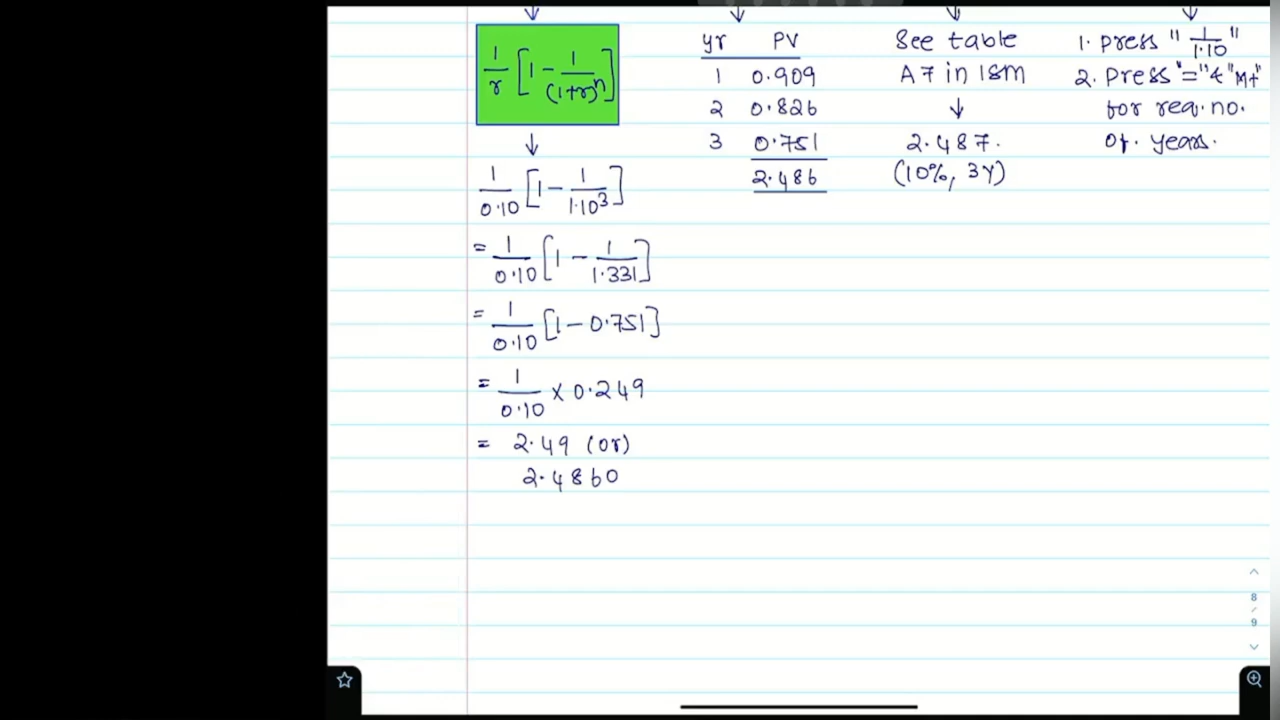 1/r [1 - 1/(1+r)^n]
1/0.10 [1 - 1/1.10^3]
= 1/0.10 [1 - 1/1.331]
= 1/0.10 [1 - 0.751]
= 1/0.10 × 0.249
= 2.49 (or)
2.4860
yr PV
1 0.909
2 0.826
3 0.751
2.486
See table
A7 in ISM
2.487.
(10%, 3Y)
1. press "1/1.10"
2. press "=" & "M+"
for req. no.
of. years.
8
/
9